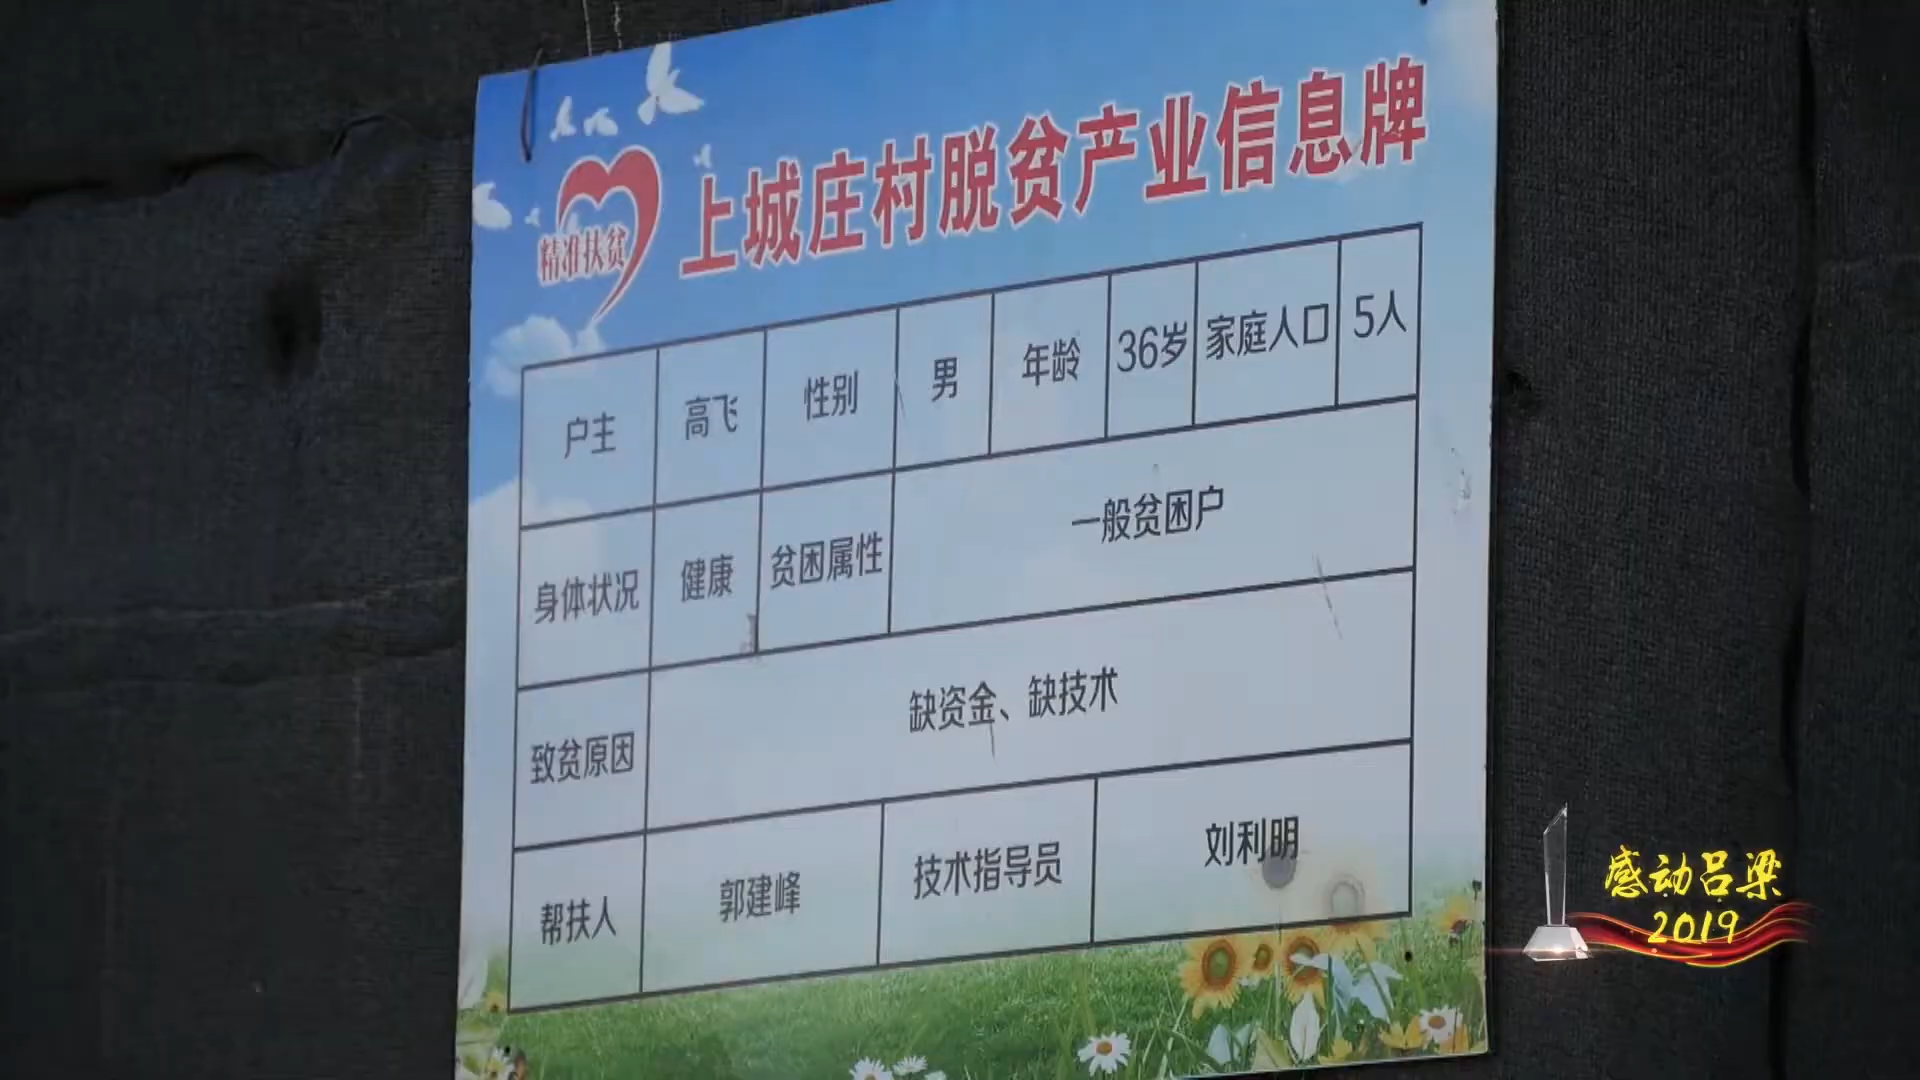 上城庄村脱贫产业信息牌
精准扶贫
户主 高飞 性别 男 年龄 36岁 家庭人口 5人
身体状况 健康 贫困属性 一般贫困户
致贫原因 缺资金、缺技术
帮扶人 郭建峰 技术指导员 刘利明
感动吕梁
2019